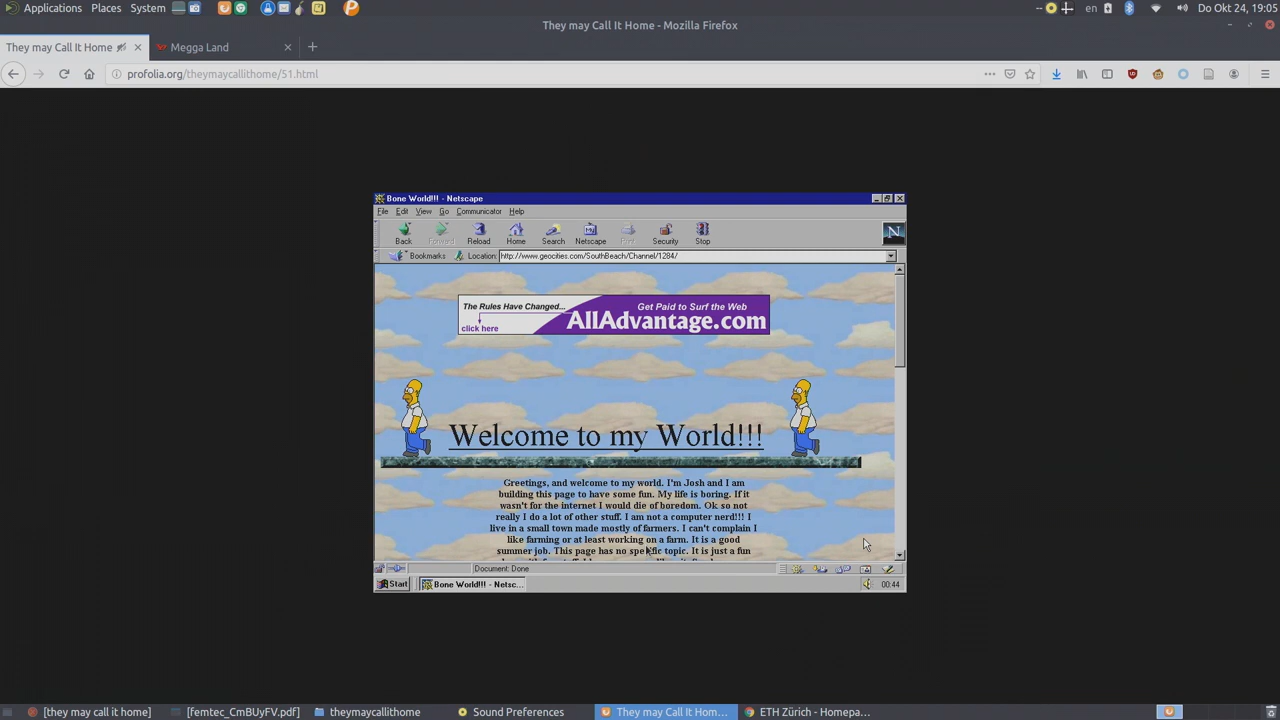 Applications Places System
en
Do Okt 24, 19:05
They may Call It Home - Mozilla Firefox
They may Call It Home
Megga Land
profolia.org/theymaycallithome/51.html
Bone World!!! - Netscape
File Edit View Go Communicator Help
Back Forward Reload Home Search Netscape Print Security Stop
N
Bookmarks Location: http://www.geocities.com/SouthBeach/Channel/1284/
The Rules Have Changed...
Get Paid to Surf the Web
click here
AllAdvantage.com
Welcome to my World!!!
Greetings, and welcome to my world. I'm Josh and I am
building this page to have some fun. My life is boring. If it
wasn't for the internet I would die of boredom. Ok so not
really I do a lot of other stuff. I am not a computer nerd!!! I
live in a small town made mostly of farmers. I can't complain I
like farming or at least working on a farm. It is a good
summer job. This page has no specific topic. It is just a fun
Document: Done
Start Bone World!!! - Netsc... 00:44
[they may call it home] [femtec_CmBUyFV.pdf] theymaycallithome Sound Preferences They may Call It Hom... ETH Zürich - Homepa...